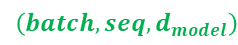 (batch, seq, d_model)